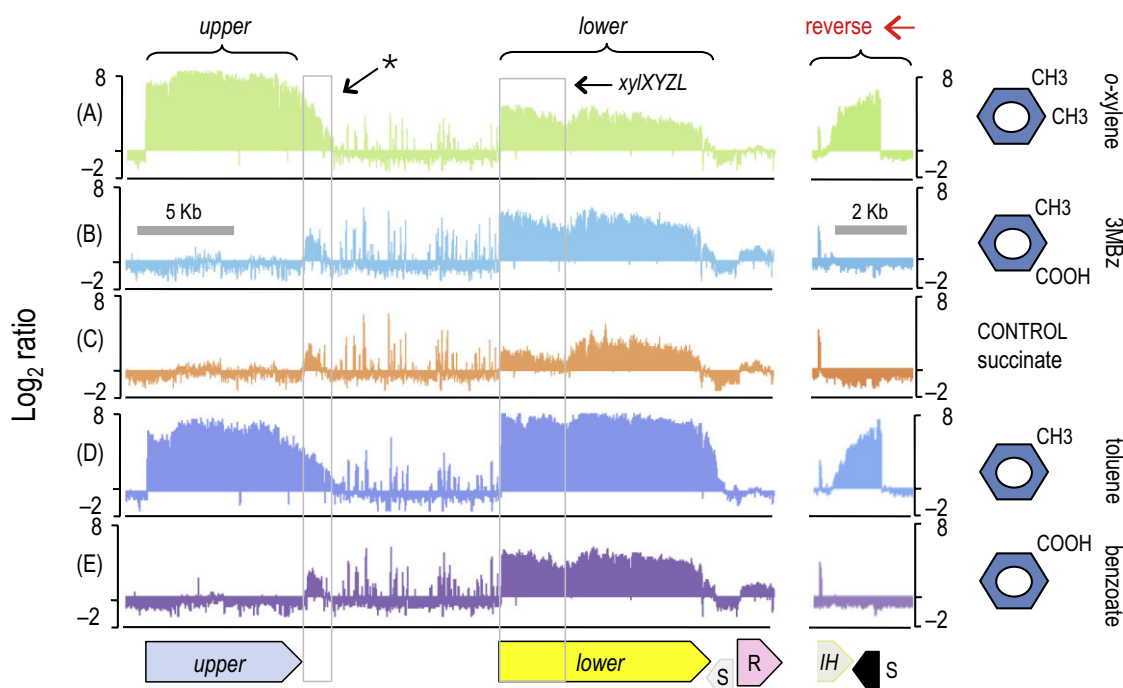 upper
lower
reverse
*
xylXYZL
Log2 ratio
(A)
8
–2
8
–2
CH3
CH3
o-xylene
(B)
8
–2
5 Kb
8
–2
2 Kb
CH3
COOH
3MBz
(C)
8
–2
8
–2
CONTROL
succinate
(D)
8
–2
8
–2
CH3
toluene
(E)
8
–2
8
–2
COOH
benzoate
upper
lower
S
R
IH
S